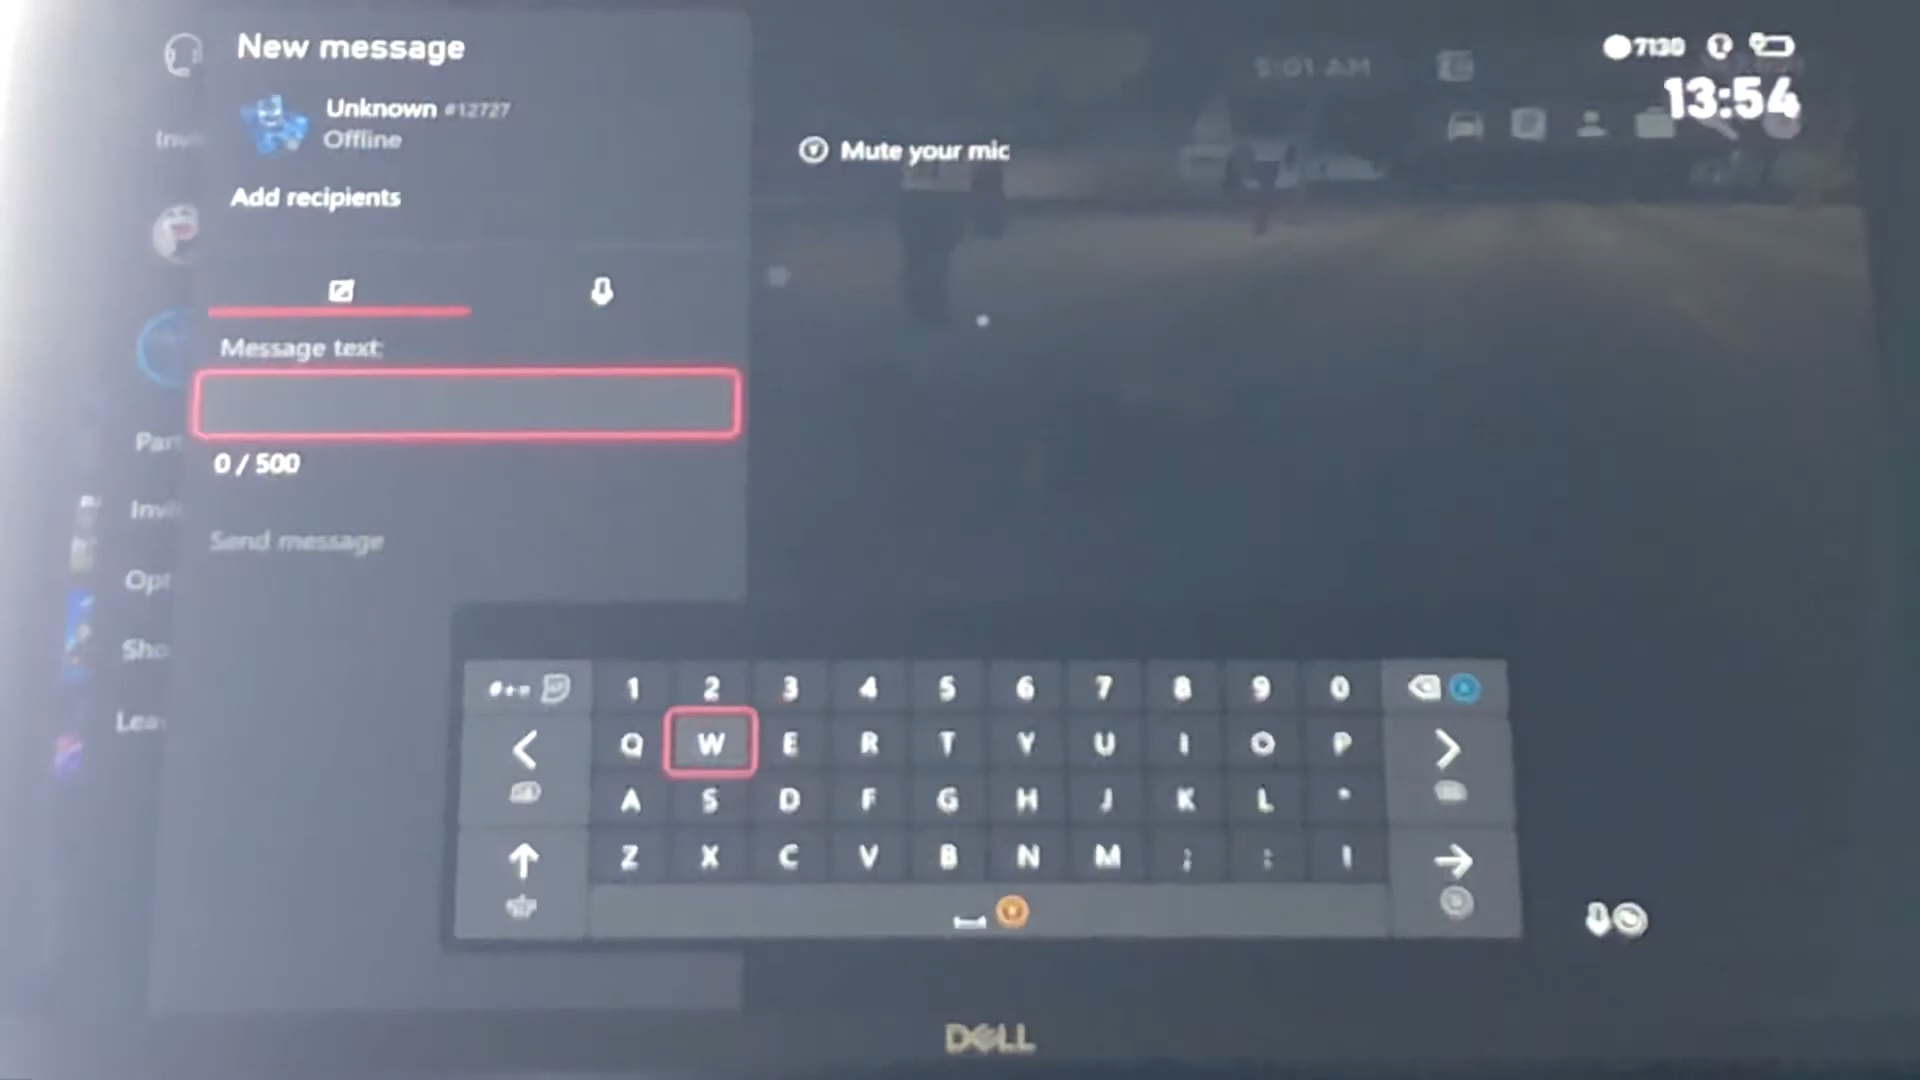 New message
Unknown #12727
Offline
Add recipients
Message text:
0 / 500
Send message
Mute your mic
7130
13:54
1 2 3 4 5 6 7 8 9 0
Q W E R T Y U I O P
A S D F G H J K L
Z X C V B N M ; :
DELL